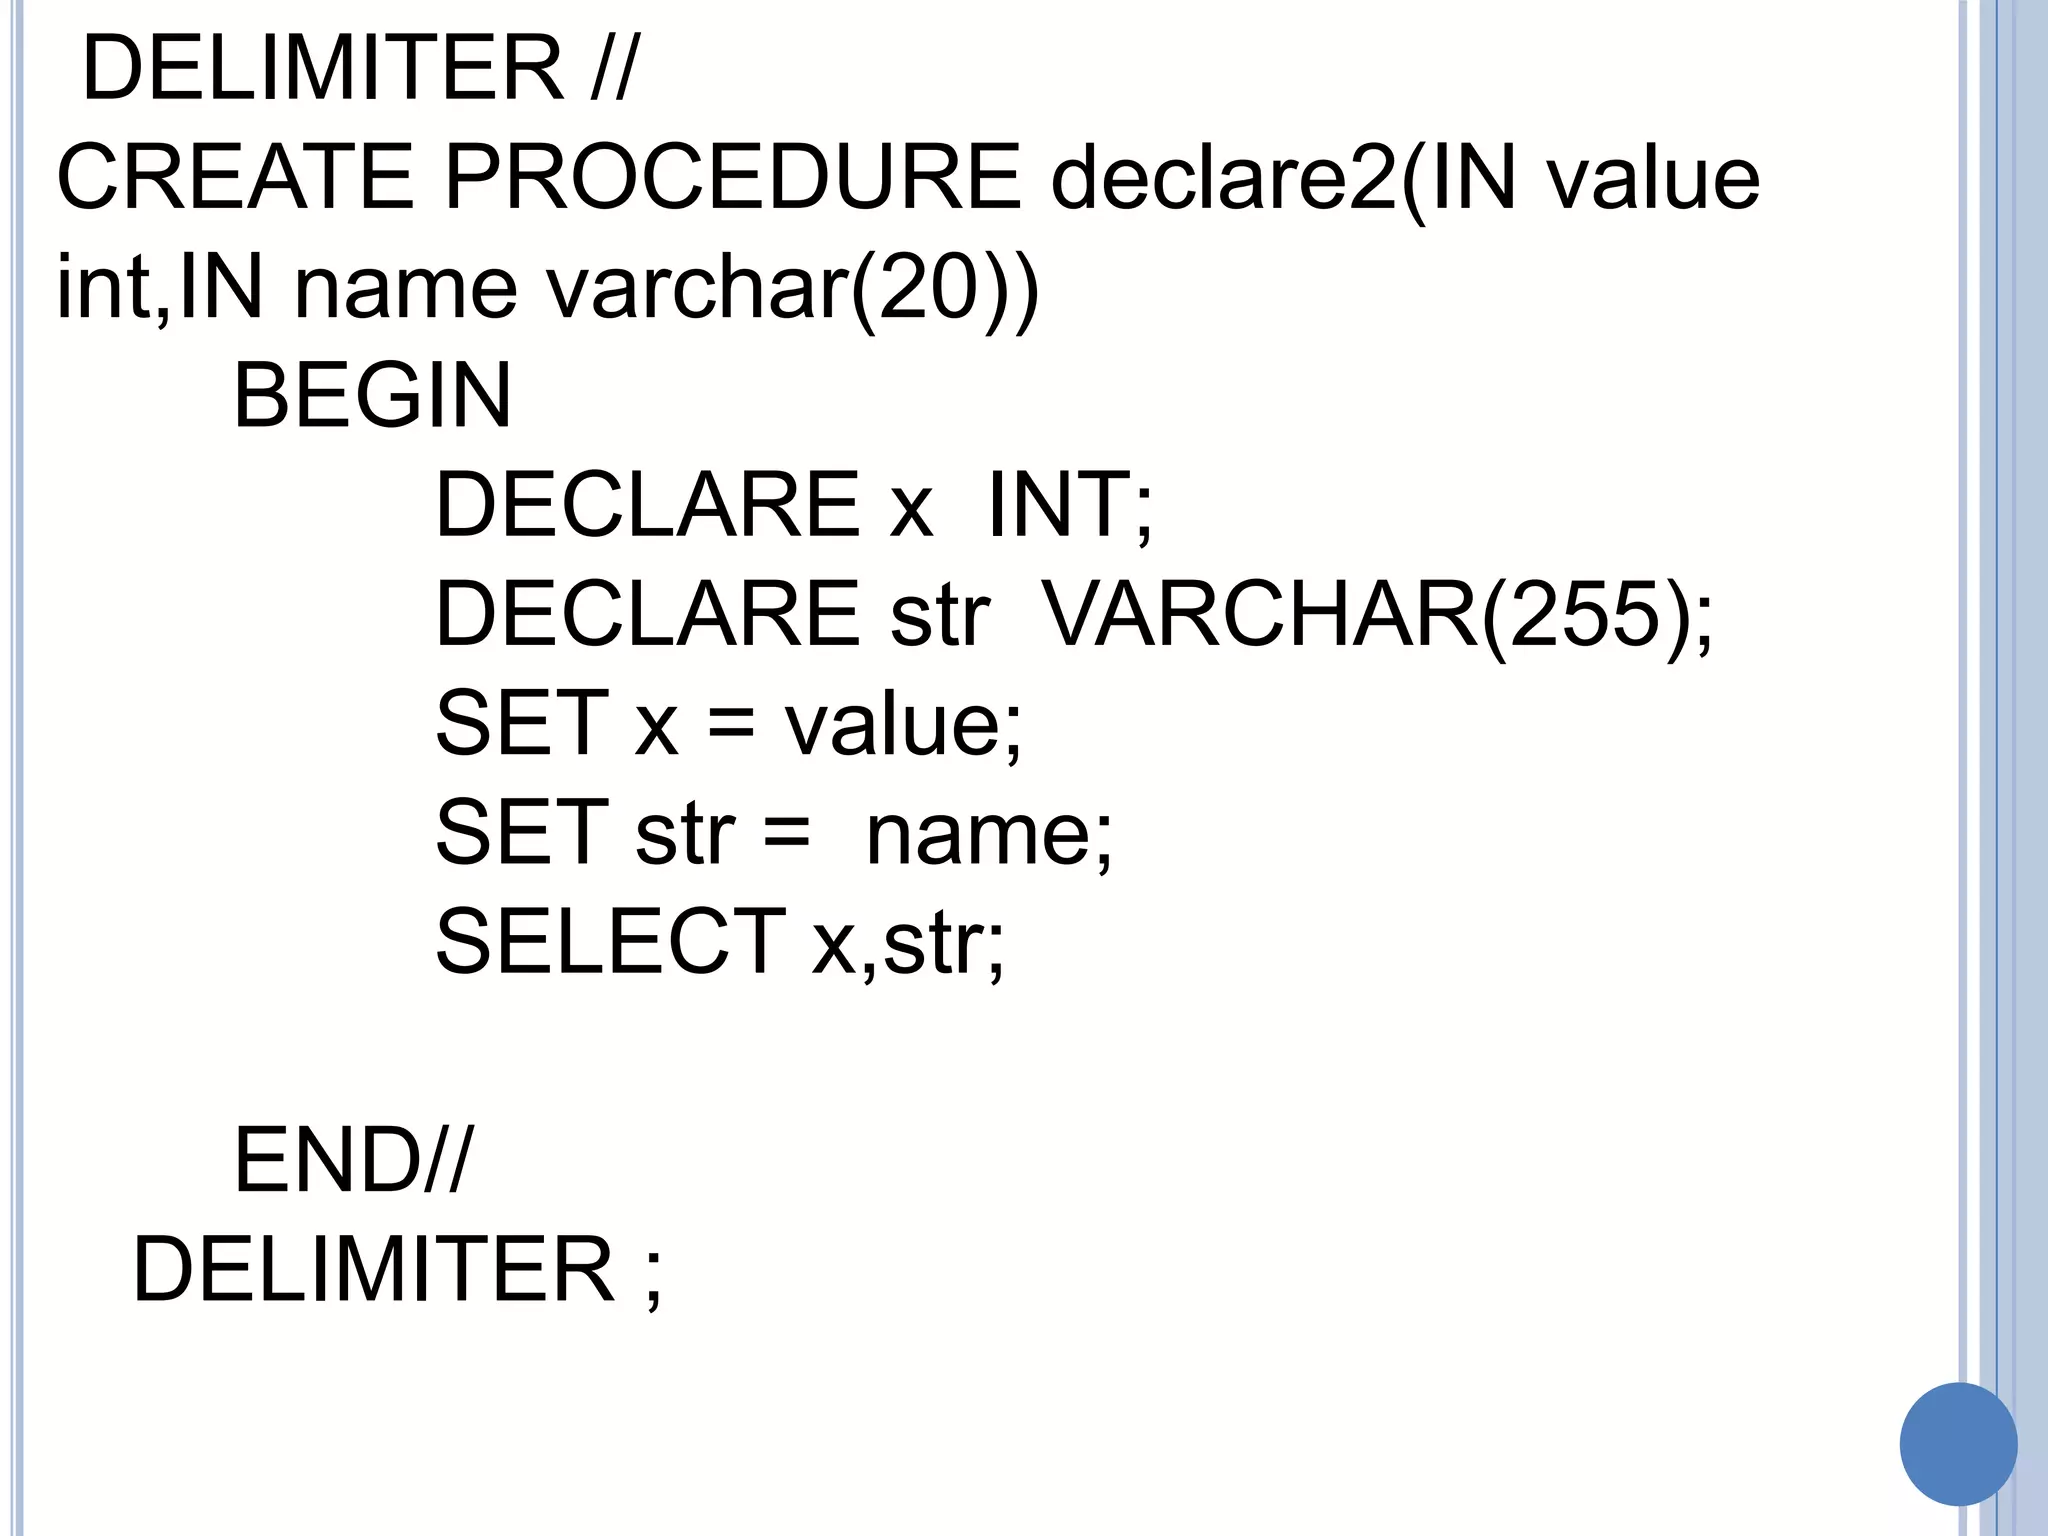 DELIMITER //
CREATE PROCEDURE declare2(IN value
int,IN name varchar(20))
BEGIN
DECLARE x  INT;
DECLARE str  VARCHAR(255);
SET x = value;
SET str =  name;
SELECT x,str;
END//
DELIMITER ;